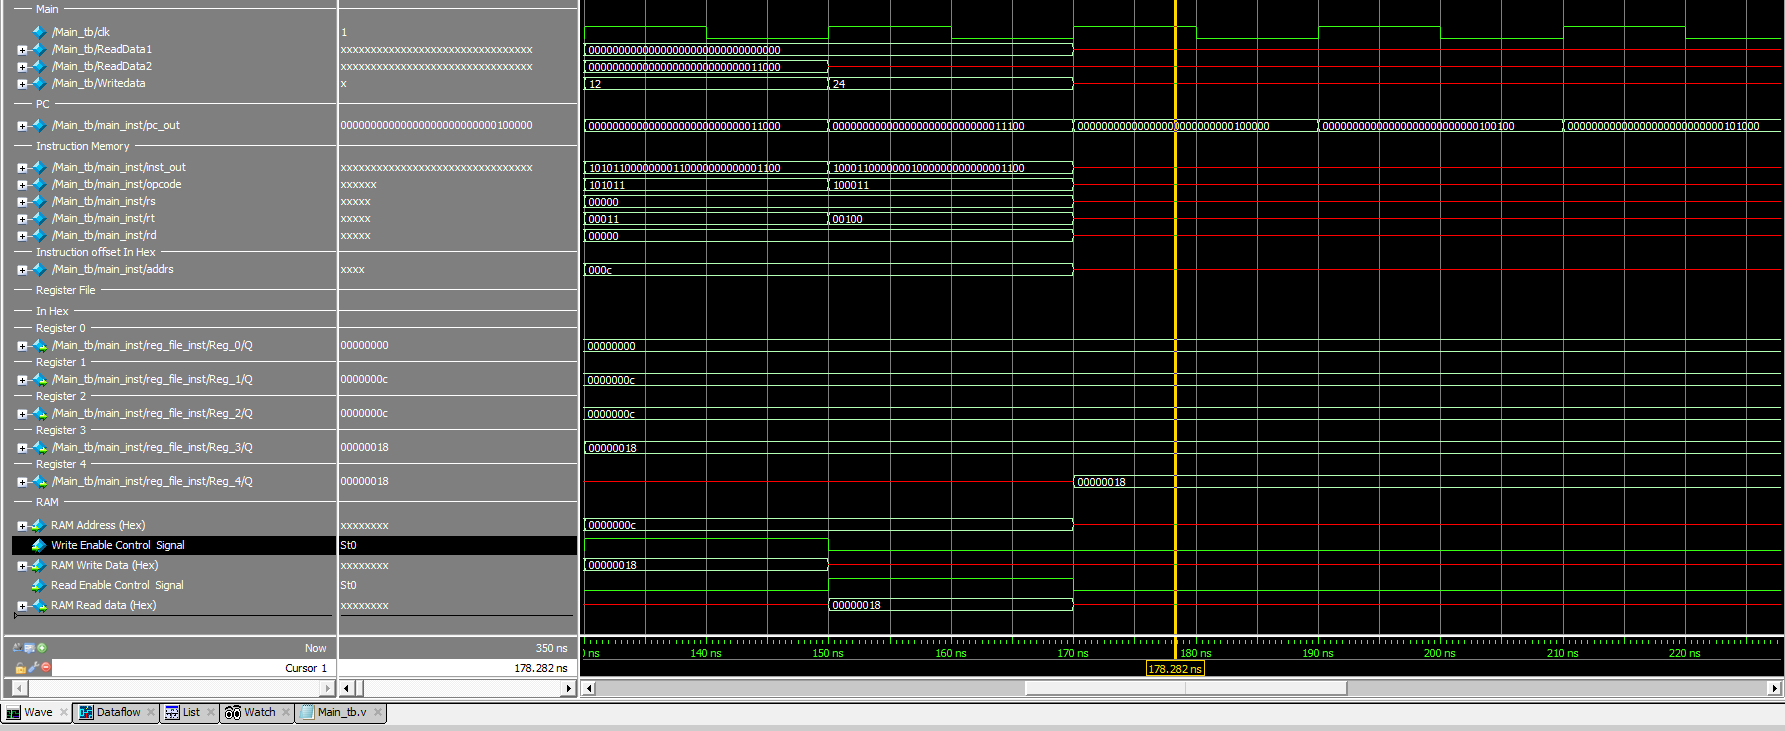 Main
/Main_tb/clk 1
/Main_tb/ReadData1 xxxxxxxxxxxxxxxxxxxxxxxxxxxxxxxx 00000000000000000000000000000000
/Main_tb/ReadData2 xxxxxxxxxxxxxxxxxxxxxxxxxxxxxxxx 00000000000000000000000000011000
/Main_tb/Writedata x 12 24
PC
/Main_tb/main_inst/pc_out 00000000000000000000000000100000 00000000000000000000000000011000 00000000000000000000000000011100 00000000000000000000000000100000 00000000000000000000000000100100 00000000000000000000000000101000
Instruction Memory
/Main_tb/main_inst/inst_out xxxxxxxxxxxxxxxxxxxxxxxxxxxxxxxx 10101100000000110000000000001100 10001100000001000000000000001100
/Main_tb/main_inst/opcode xxxxxx 101011 100011
/Main_tb/main_inst/rs xxxxx 00000
/Main_tb/main_inst/rt xxxxx 00011 00100
/Main_tb/main_inst/rd xxxxx 00000
Instruction offset In Hex
/Main_tb/main_inst/addrs xxxx 000c
Register File
In Hex
Register 0
/Main_tb/main_inst/reg_file_inst/Reg_0/Q 00000000 00000000
Register 1
/Main_tb/main_inst/reg_file_inst/Reg_1/Q 0000000c 0000000c
Register 2
/Main_tb/main_inst/reg_file_inst/Reg_2/Q 0000000c 0000000c
Register 3
/Main_tb/main_inst/reg_file_inst/Reg_3/Q 00000018 00000018
Register 4
/Main_tb/main_inst/reg_file_inst/Reg_4/Q 00000018 00000018
RAM
RAM Address (Hex) xxxxxxxx 0000000c
Write Enable Control Signal St0
RAM Write Data (Hex) xxxxxxxx 00000018
Read Enable Control Signal St0
RAM Read data (Hex) xxxxxxxx 00000018
Now 350 ns ns 140 ns 150 ns 160 ns 170 ns 180 ns 190 ns 200 ns 210 ns 220 ns
Cursor 1 178.282 ns 178.282 ns
Wave Dataflow List Watch Main_tb.v